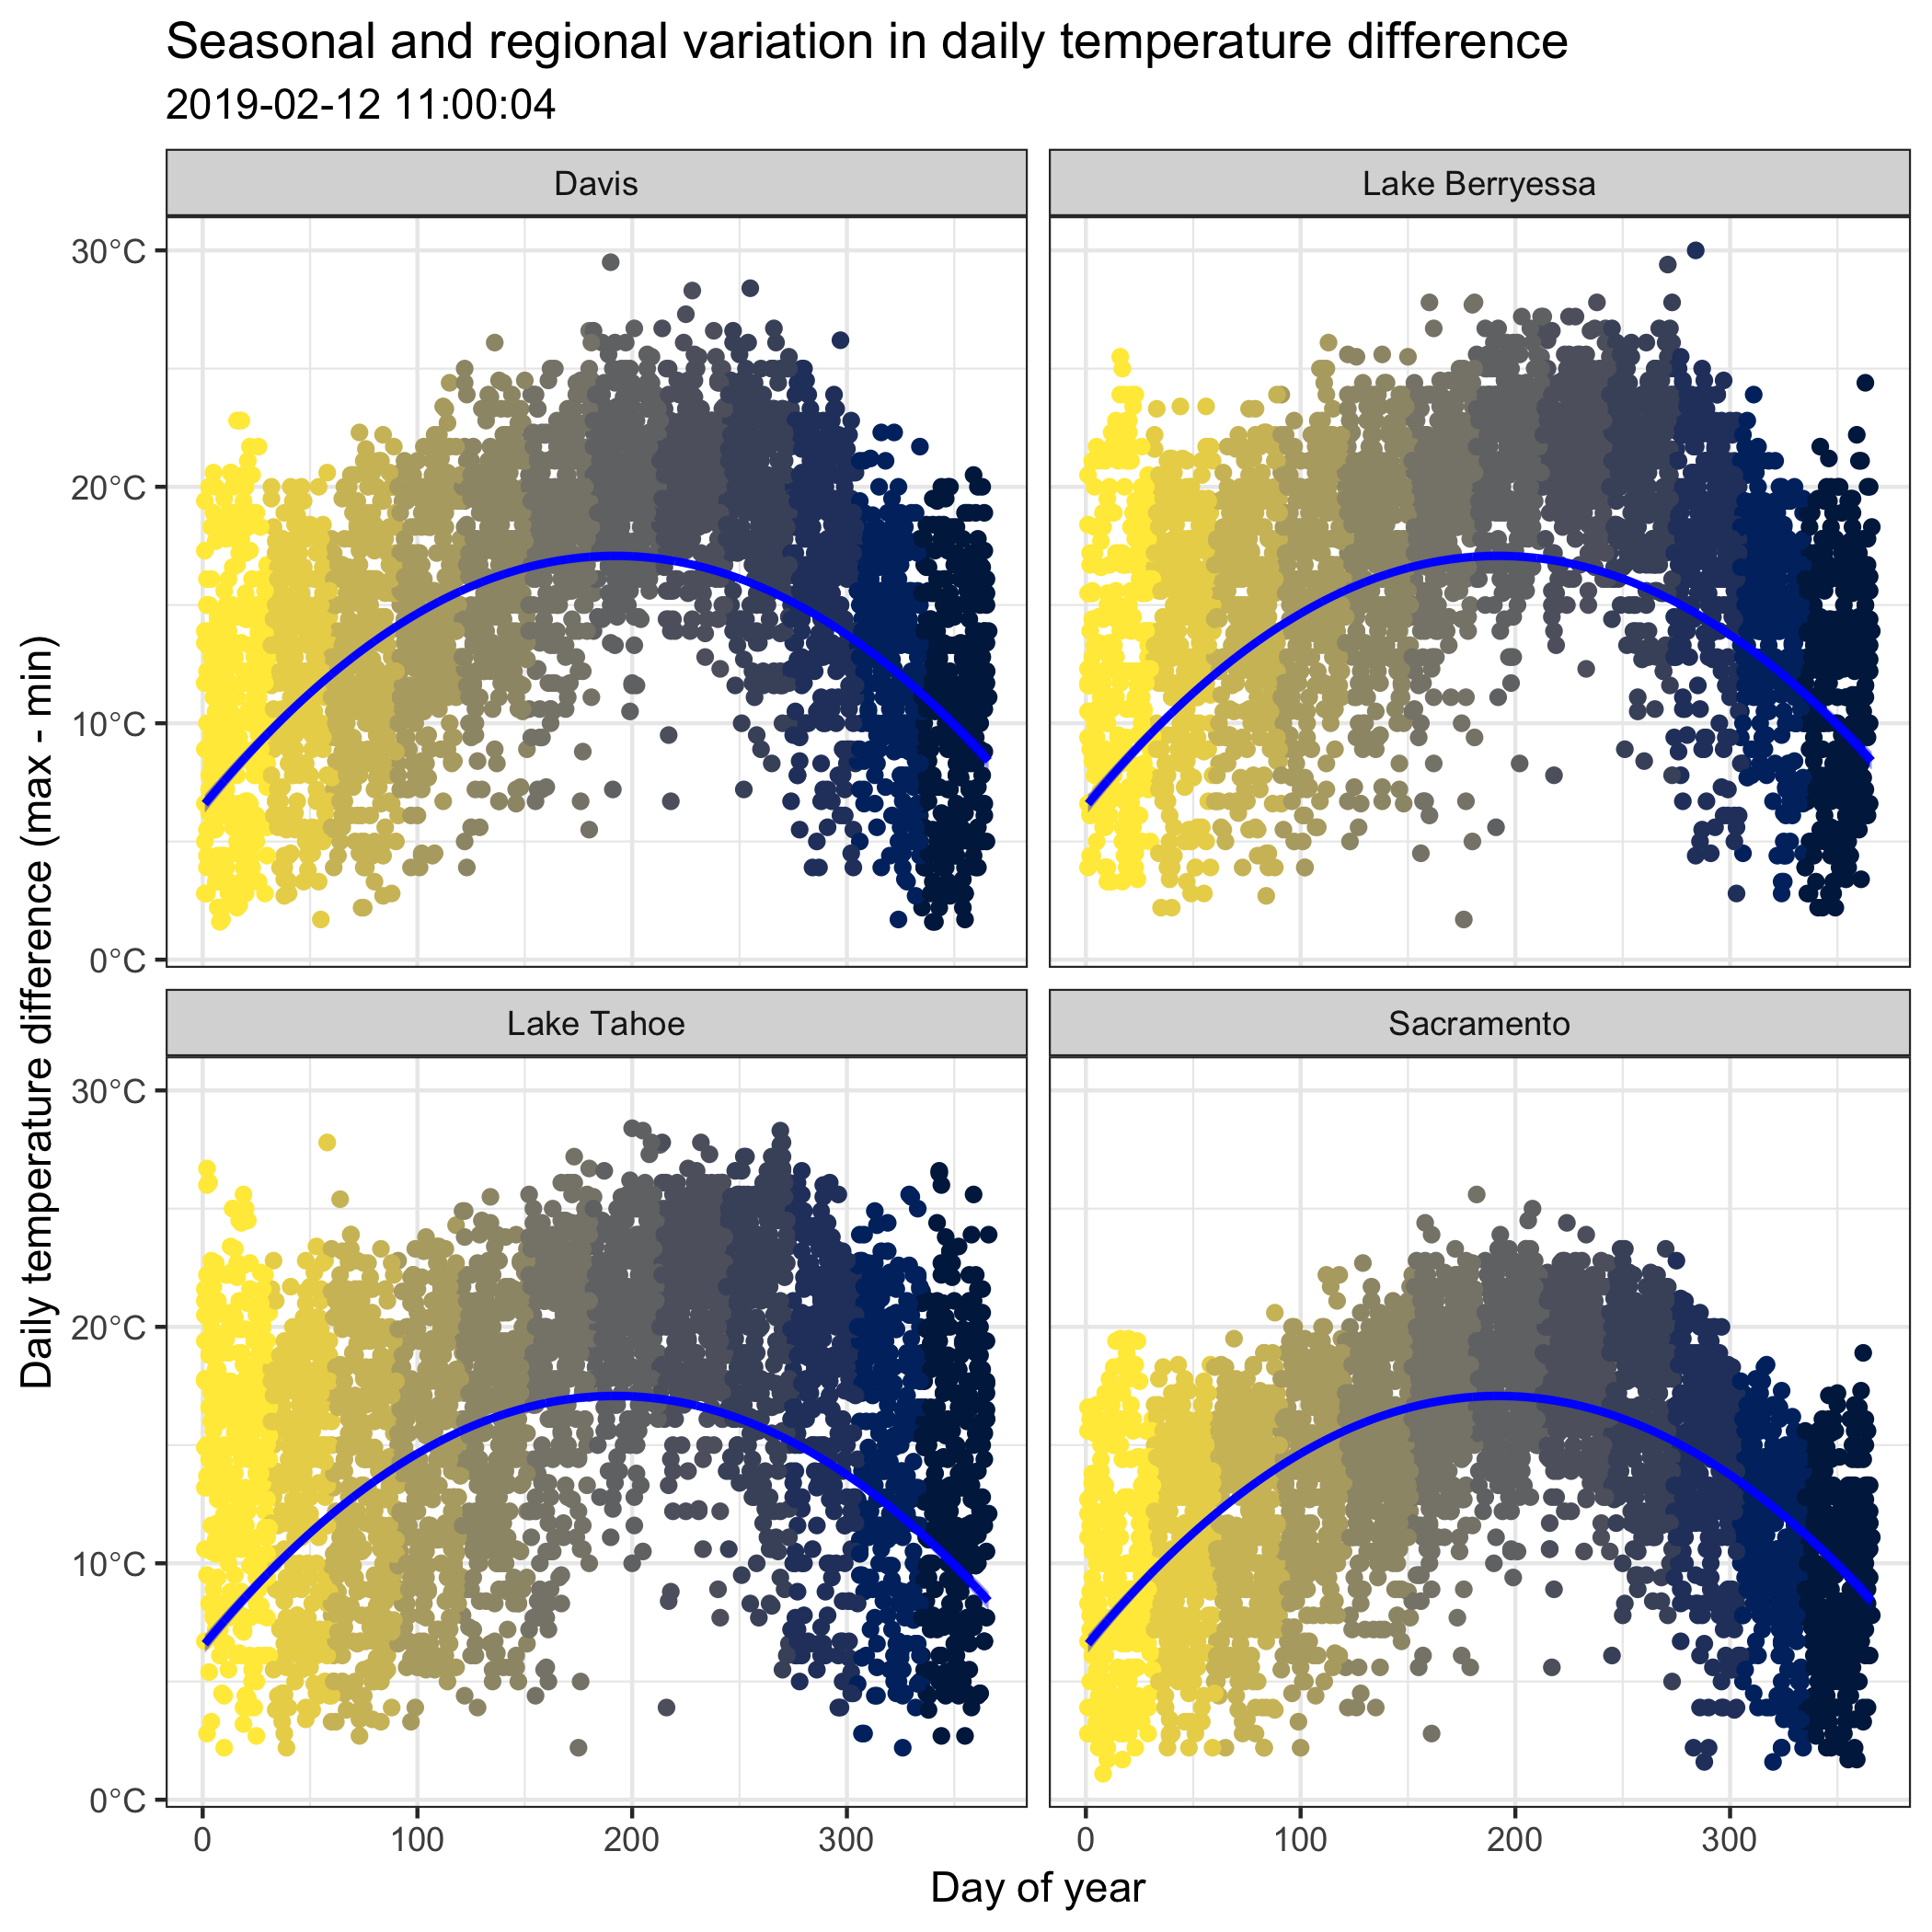 Seasonal and regional variation in daily temperature difference
2019-02-12 11:00:04
Davis
Lake Berryessa
30°C
20°C
10°C
0°C
Daily temperature difference (max - min)
Lake Tahoe
Sacramento
30°C
20°C
10°C
0°C
0 100 200 300
0 100 200 300
Day of year